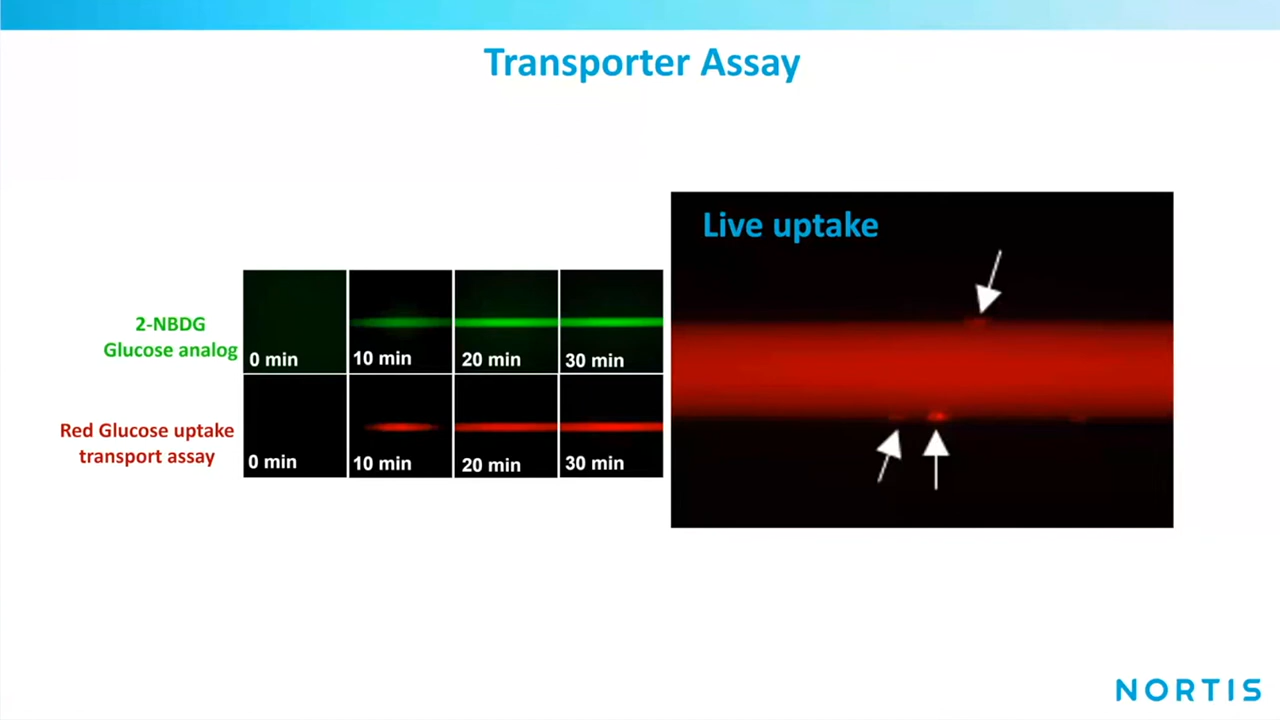 Transporter Assay
Live uptake
2-NBDG
Glucose analog
0 min
10 min
20 min
30 min
Red Glucose uptake
transport assay
0 min
10 min
20 min
30 min
NORTIS